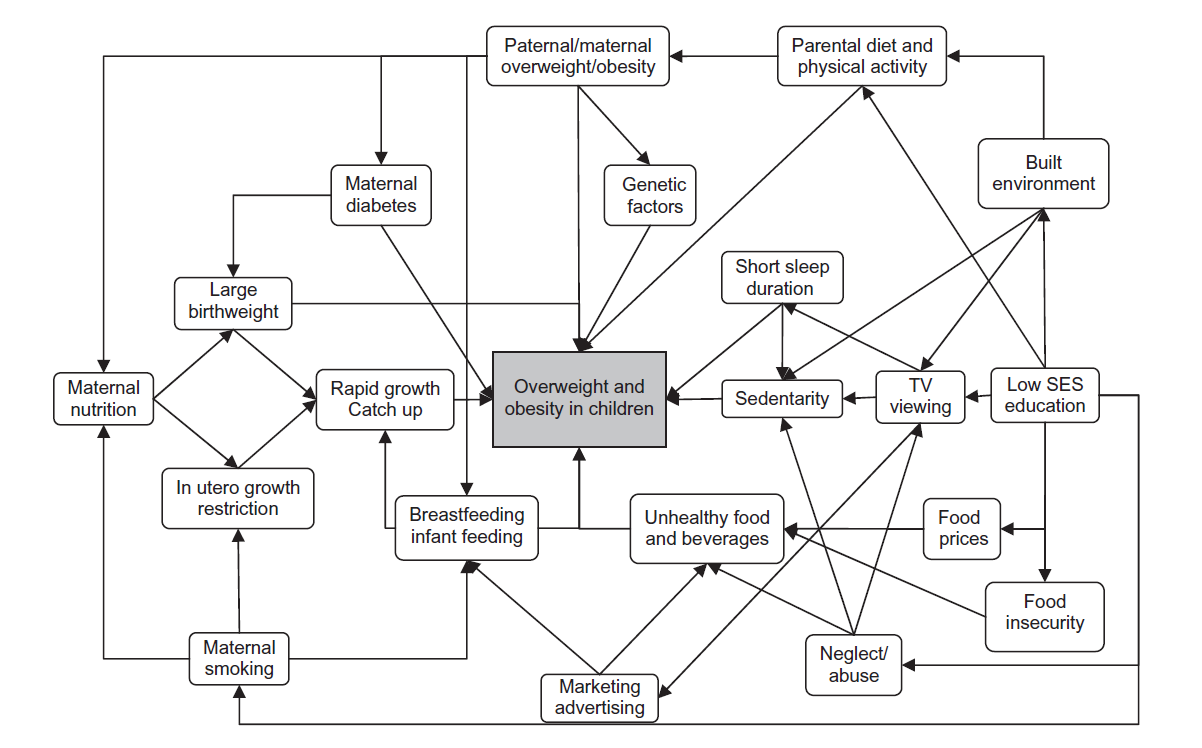 Paternal/maternal
overweight/obesity
Parental diet and
physical activity
Built
environment
Maternal
diabetes
Genetic
factors
Short sleep
duration
Large
birthweight
Maternal
nutrition
Rapid growth
Catch up
Overweight and
obesity in children
Sedentarity
TV
viewing
Low SES
education
In utero growth
restriction
Breastfeeding
infant feeding
Unhealthy food
and beverages
Food
prices
Food
insecurity
Maternal
smoking
Neglect/
abuse
Marketing
advertising